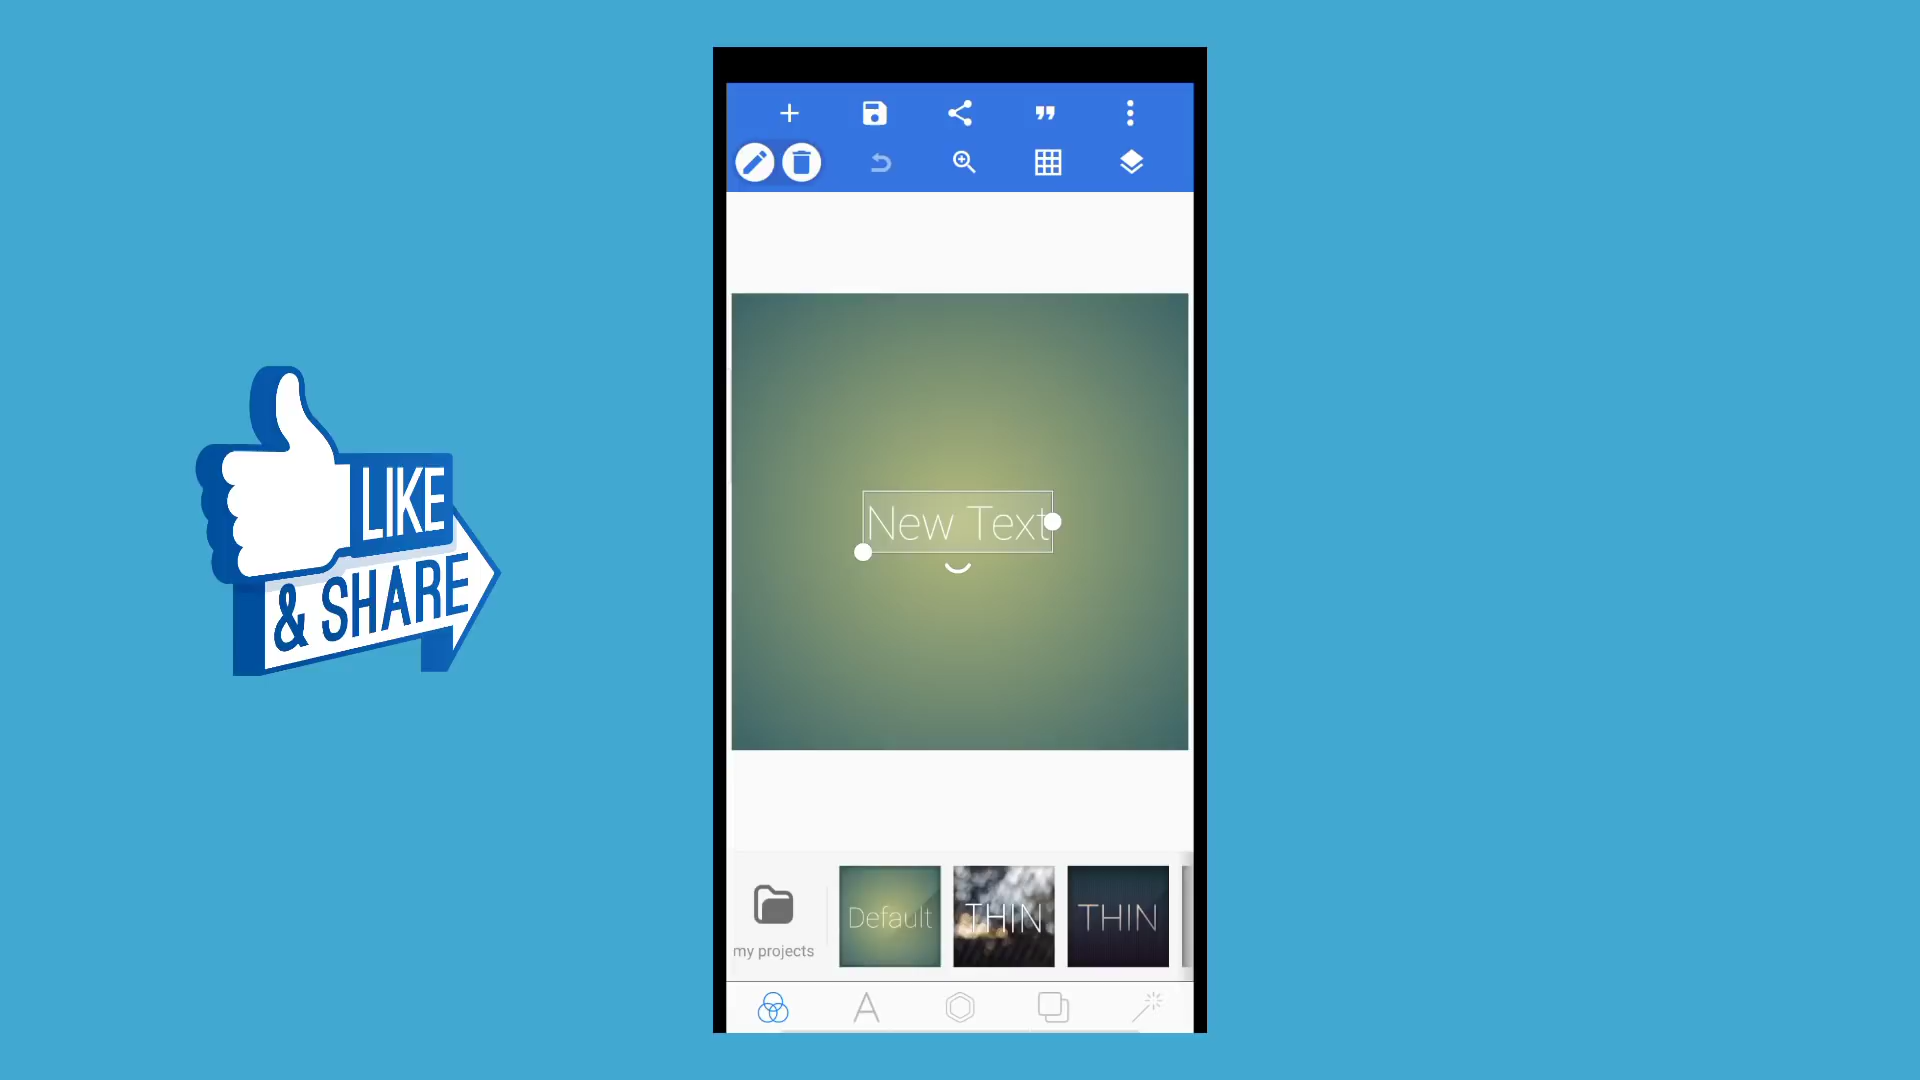 LIKE
& SHARE
New Text
my projects
Default
THIN
THIN